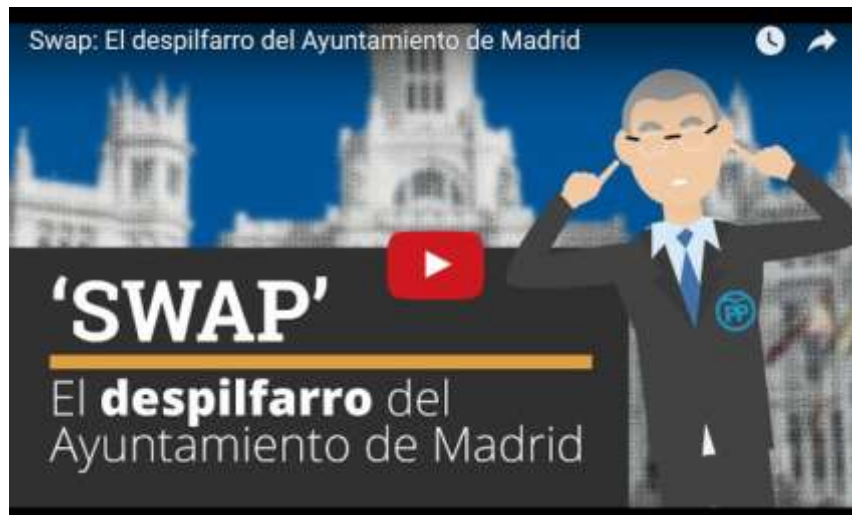 Swap: El despilfarro del Ayuntamiento de Madrid
‘SWAP’
El despilfarro del
Ayuntamiento de Madrid
PP